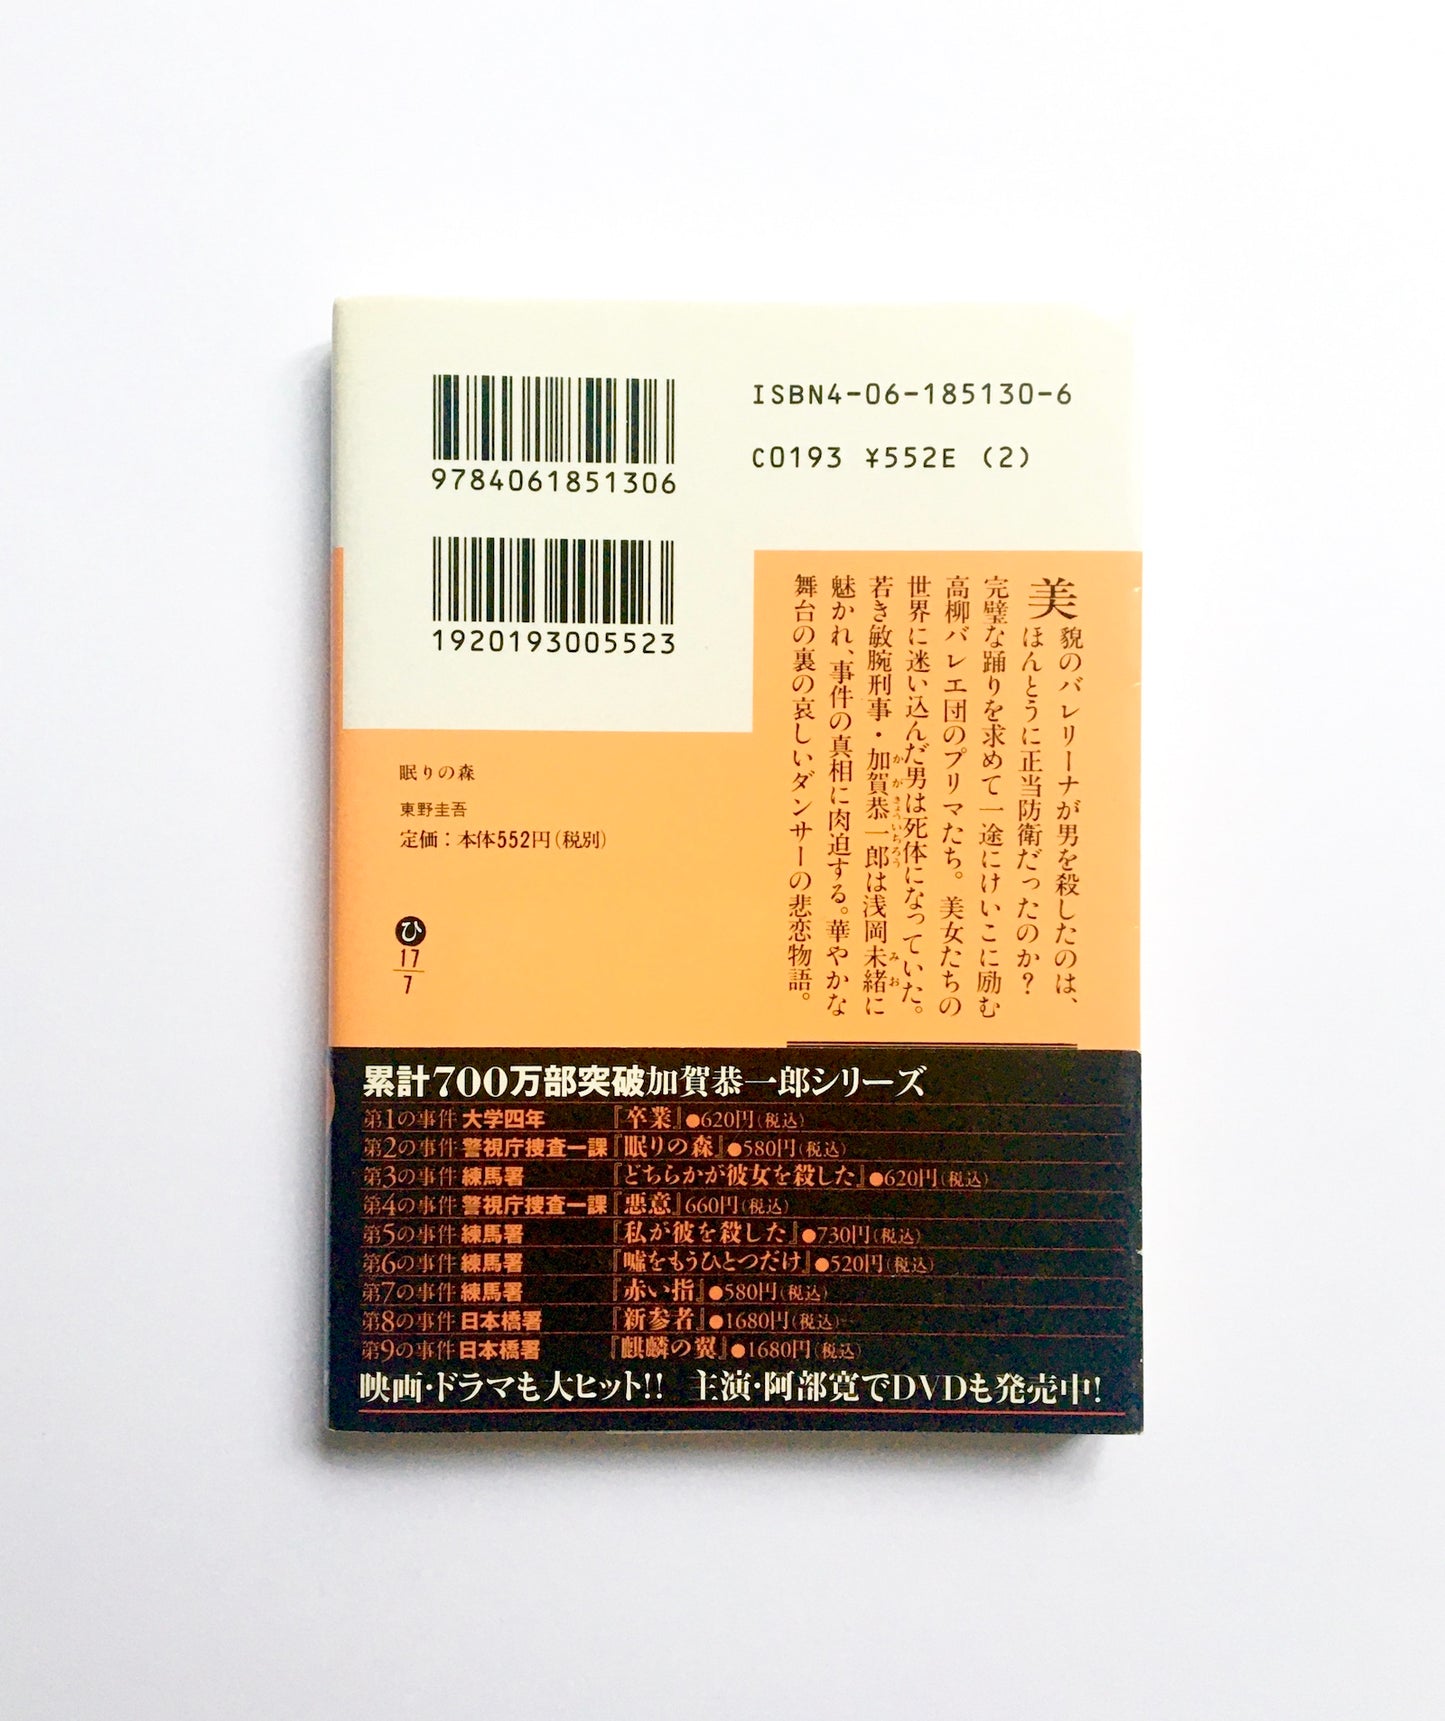 9784061851306
ISBN4-06-185130-6
C0193 ¥552E (2)
1920193005523
美貌のバレリーナが男を殺したのは、
ほんとうに正当防衛だったのか?
完璧な踊りを求めて一途にけいこに励む
高柳バレエ団のプリマたち。美女たちの
世界に迷い込んだ男は死体になっていた。
若き敏腕刑事・加賀恭一郎は浅岡未緒に
かがきょういちろう
みお
魅かれ、事件の真相に肉迫する。華やかな
舞台の裏の哀しいダンサーの悲恋物語。
眠りの森
東野圭吾
定価:本体552円(税別)
ひ
17
7
累計700万部突破加賀恭一郎シリーズ
第1の事件 大学四年 『卒業』●620円(税込)
第2の事件 警視庁捜査一課『眠りの森』●580円(税込)
第3の事件 練馬署 『どちらかが彼女を殺した』●620円(税込)
第4の事件 警視庁捜査一課『悪意』660円(税込)
第5の事件 練馬署 『私が彼を殺した』●730円(税込)
第6の事件 練馬署 『嘘をもうひとつだけ』●520円(税込)
第7の事件 練馬署 『赤い指』●580円(税込)
第8の事件 日本橋署 『新参者』●1680円(税込)
第9の事件 日本橋署 『麒麟の翼』●1680円(税込)
映画・ドラマも大ヒット!! 主演・阿部寛でDVDも発売中!